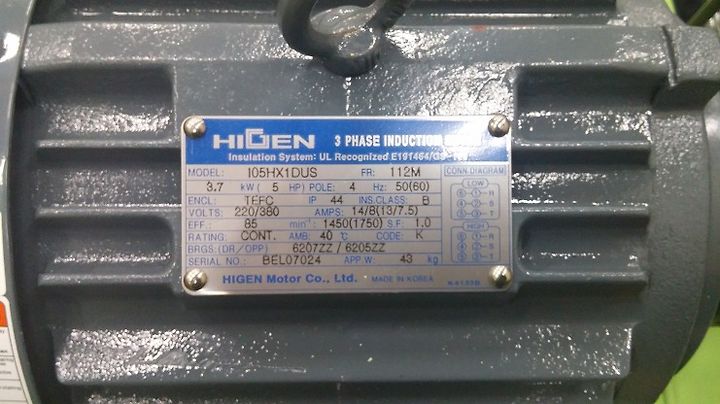 HIGEN 3 PHASE INDUCTION
Insulation System: UL Recognized E191464/
MODEL: I05HX1DUS FR: 112M
3.7 kW ( 5 HP) POLE: 4 Hz: 50(60)
ENCL: TEFC IP 44 INS.CLASS: B
VOLTS: 220/380 AMPS: 14/8(13/7.5)
EFF.: 85 min⁻¹: 1450(1750) S.F: 1.0
RATING: CONT. AMB: 40 ℃ CODE: K
BRGS:(DR/OPP) 6207ZZ / 6205ZZ
SERIAL NO.: BEL07024 APP.W: 43 kg
HIGEN Motor Co., Ltd. MADE IN KOREA
CONN-DIAGRAM
LOW
R
S
T
HIGH
R
S
T